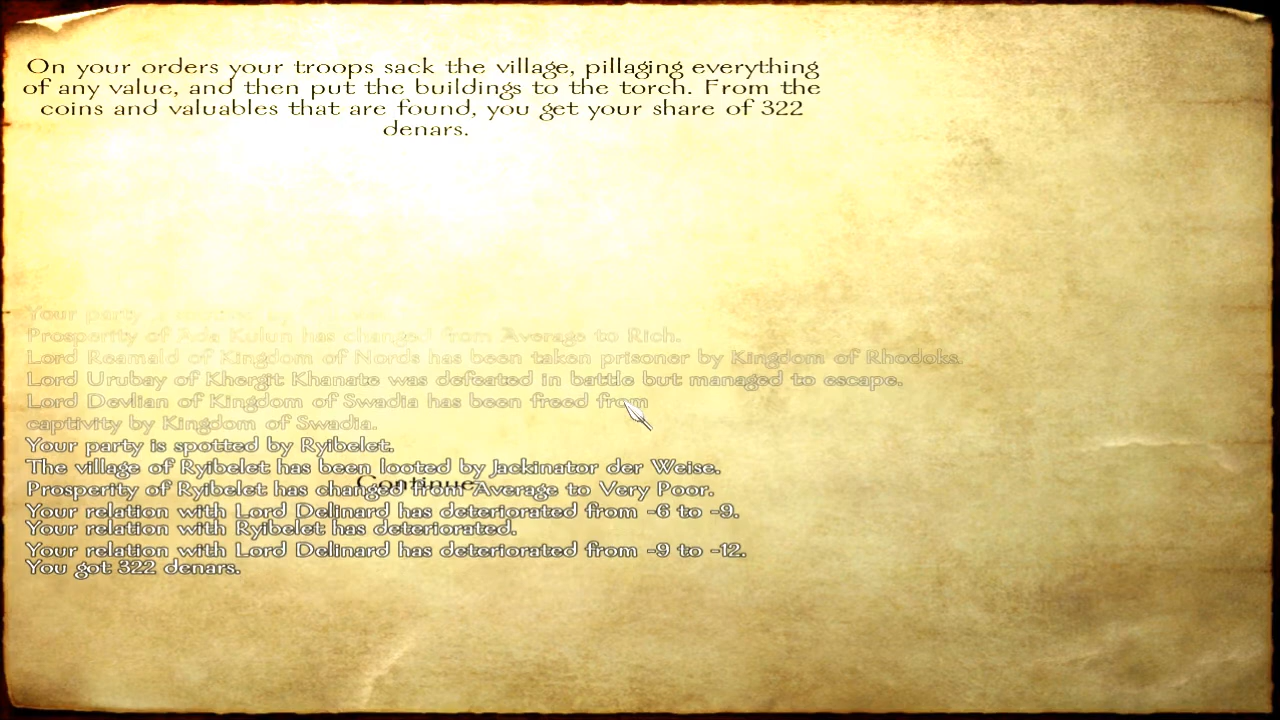 On your orders your troops sack the village, pillaging everything
of any value, and then put the buildings to the torch. From the
coins and valuables that are found, you get your share of 322
denars.
Your party
Prosperity of Ada Kulun has changed from Average to Rich.
Lord Reamald of Kingdom of Nords has been taken prisoner by Kingdom of Rhodoks.
Lord Urubay of Khergit Khanate was defeated in battle but managed to escape.
Lord Devlian of Kingdom of Swadia has been freed from
captivity by Kingdom of Swadia.
Your party is spotted by Ryibelet.
The village of Ryibelet has been looted by Jackinator der Weise.
Continue...
Prosperity of Ryibelet has changed from Average to Very Poor.
Your relation with Lord Delinard has deteriorated from -6 to -9.
Your relation with Ryibelet has deteriorated.
Your relation with Lord Delinard has deteriorated from -9 to -12.
You got 322 denars.